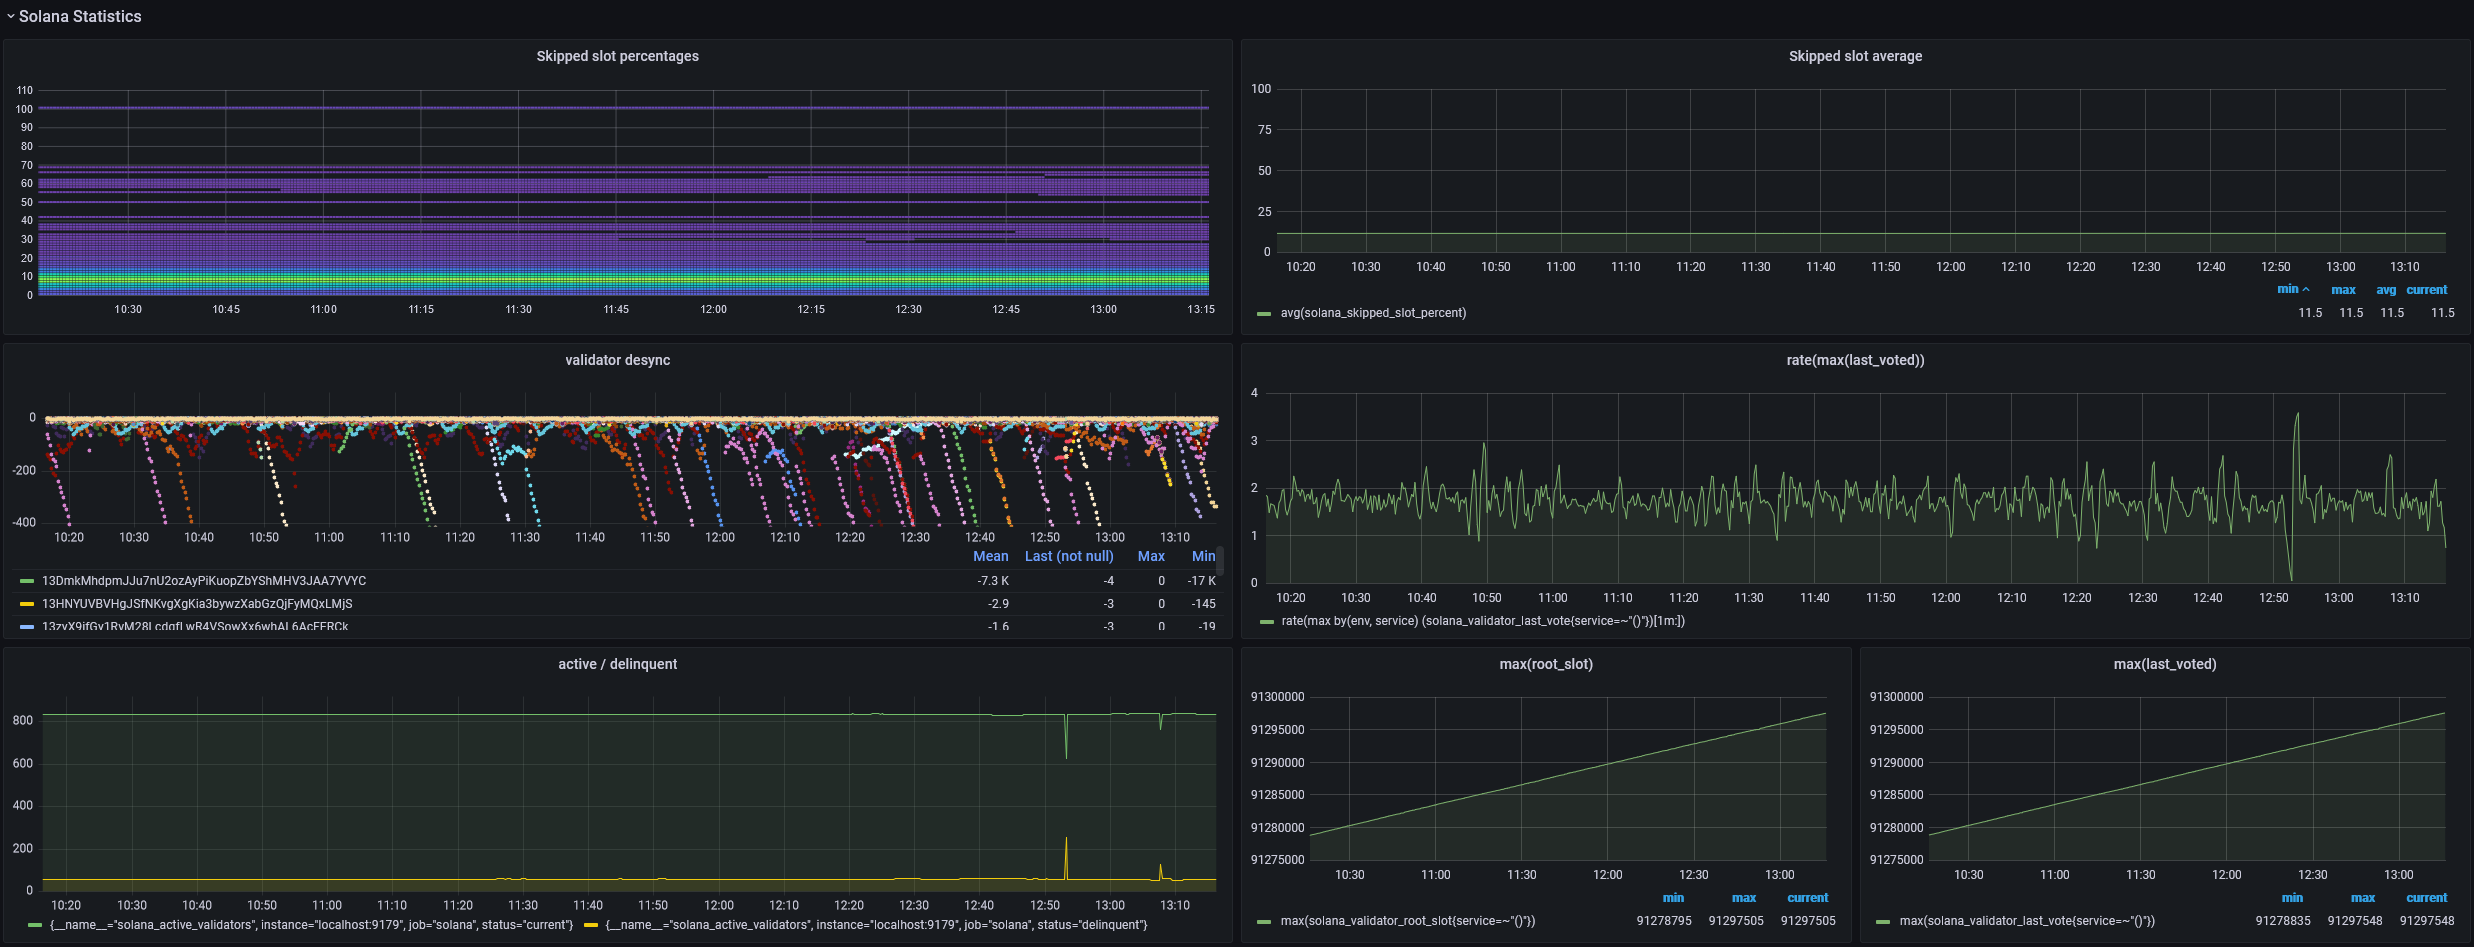 Solana Statistics
Skipped slot percentages
110
100
90
80
70
60
50
40
30
20
10
0
10:30 10:45 11:00 11:15 11:30 11:45 12:00 12:15 12:30 12:45 13:00 13:15
Skipped slot average
100
75
50
25
0
10:20 10:30 10:40 10:50 11:00 11:10 11:20 11:30 11:40 11:50 12:00 12:10 12:20 12:30 12:40 12:50 13:00 13:10
min max avg current
avg(solana_skipped_slot_percent) 11.5 11.5 11.5 11.5
validator desync
0
-200
-400
10:20 10:30 10:40 10:50 11:00 11:10 11:20 11:30 11:40 11:50 12:00 12:10 12:20 12:30 12:40 12:50 13:00 13:10
Mean Last (not null) Max Min
13DmkMhdpmJJu7nU2ozAyPiKuopZbYShMHV3JAA7YVYC -7.3 K -4 0 -17 K
13HNYUVBVHgJSfNKvgXgKia3bywzXabGzQjFyMQxLMjS -2.9 -3 0 -145
-1.6 -3 0 -19
rate(max(last_voted))
4
3
2
1
0
10:20 10:30 10:40 10:50 11:00 11:10 11:20 11:30 11:40 11:50 12:00 12:10 12:20 12:30 12:40 12:50 13:00 13:10
rate(max by(env, service) (solana_validator_last_vote{service=~"()"})[1m:])
active / delinquent
800
600
400
200
0
10:20 10:30 10:40 10:50 11:00 11:10 11:20 11:30 11:40 11:50 12:00 12:10 12:20 12:30 12:40 12:50 13:00 13:10
{__name__="solana_active_validators", instance="localhost:9179", job="solana", status="current"} {__name__="solana_active_validators", instance="localhost:9179", job="solana", status="delinquent"}
max(root_slot)
91300000
91295000
91290000
91285000
91280000
91275000
10:30 11:00 11:30 12:00 12:30 13:00
min max current
max(solana_validator_root_slot{service=~"()"}) 91278795 91297505 91297505
max(last_voted)
91300000
91295000
91290000
91285000
91280000
91275000
10:30 11:00 11:30 12:00 12:30 13:00
min max current
max(solana_validator_last_vote{service=~"()"}) 91278835 91297548 91297548